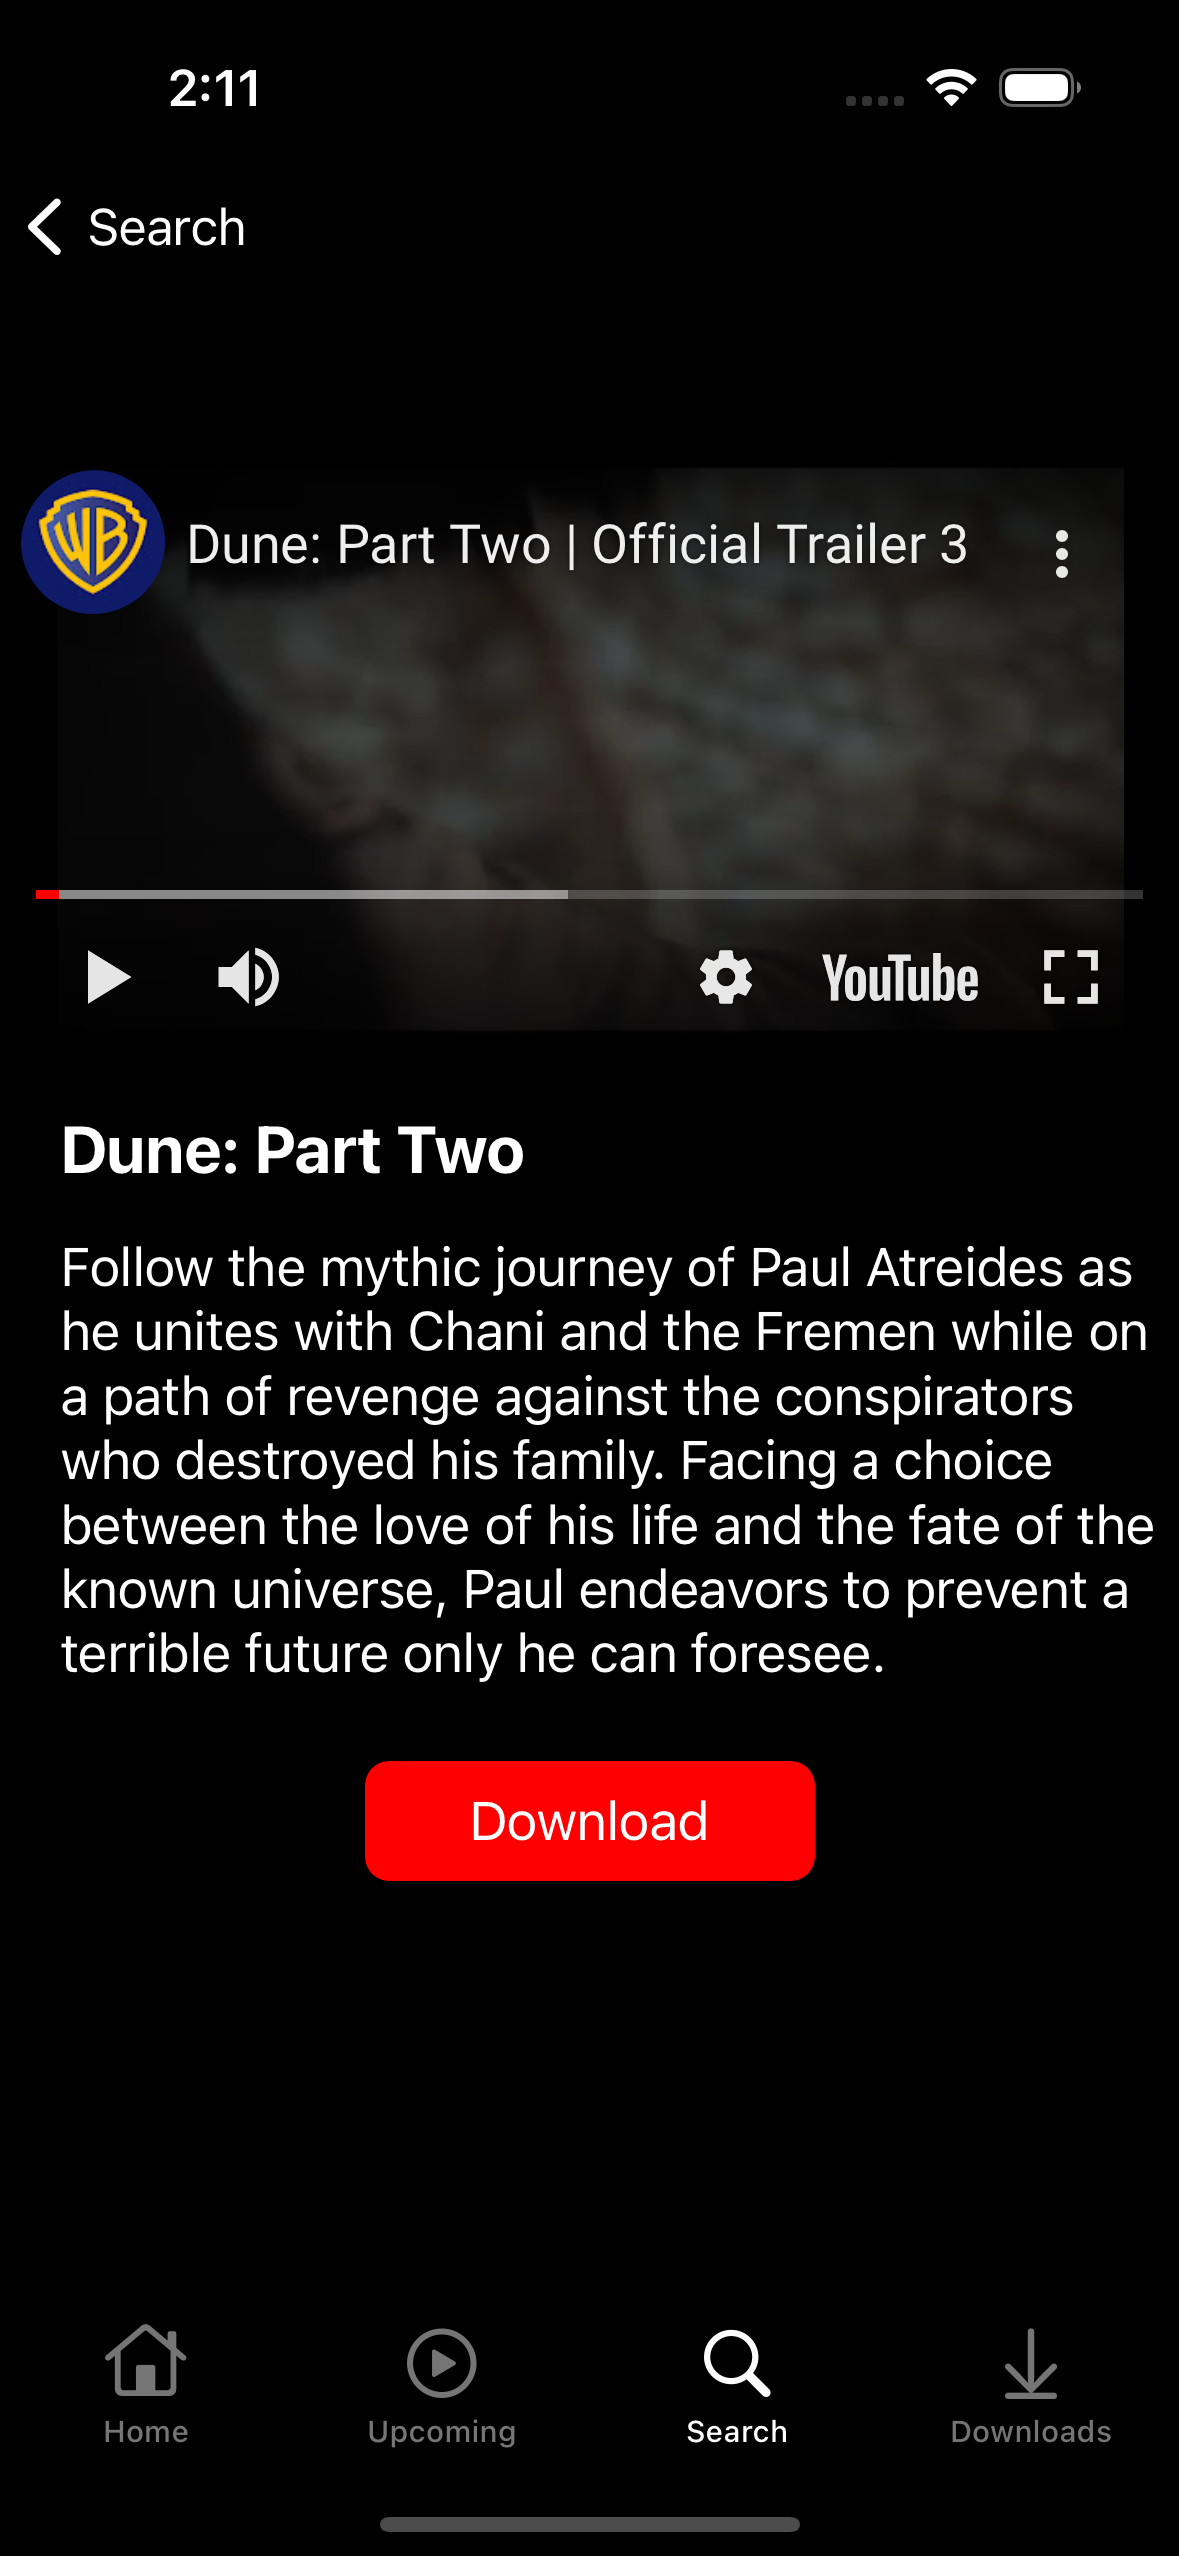 2:11
Search
WB
Dune: Part Two | Official Trailer 3
YouTube
Dune: Part Two
Follow the mythic journey of Paul Atreides as
he unites with Chani and the Fremen while on
a path of revenge against the conspirators
who destroyed his family. Facing a choice
between the love of his life and the fate of the
known universe, Paul endeavors to prevent a
terrible future only he can foresee.
Download
Home
Upcoming
Search
Downloads